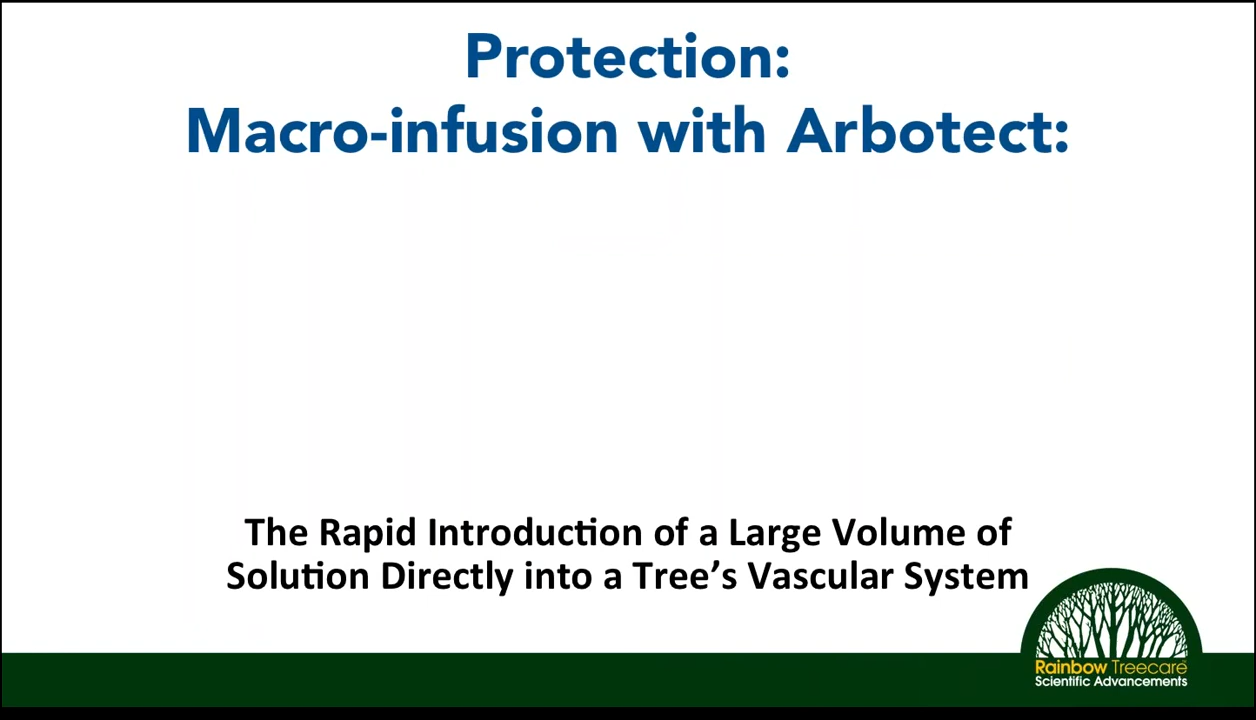 Protection:
Macro-infusion with Arbotect:
The Rapid Introduction of a Large Volume of
Solution Directly into a Tree’s Vascular System
Rainbow Treecare
Scientific Advancements